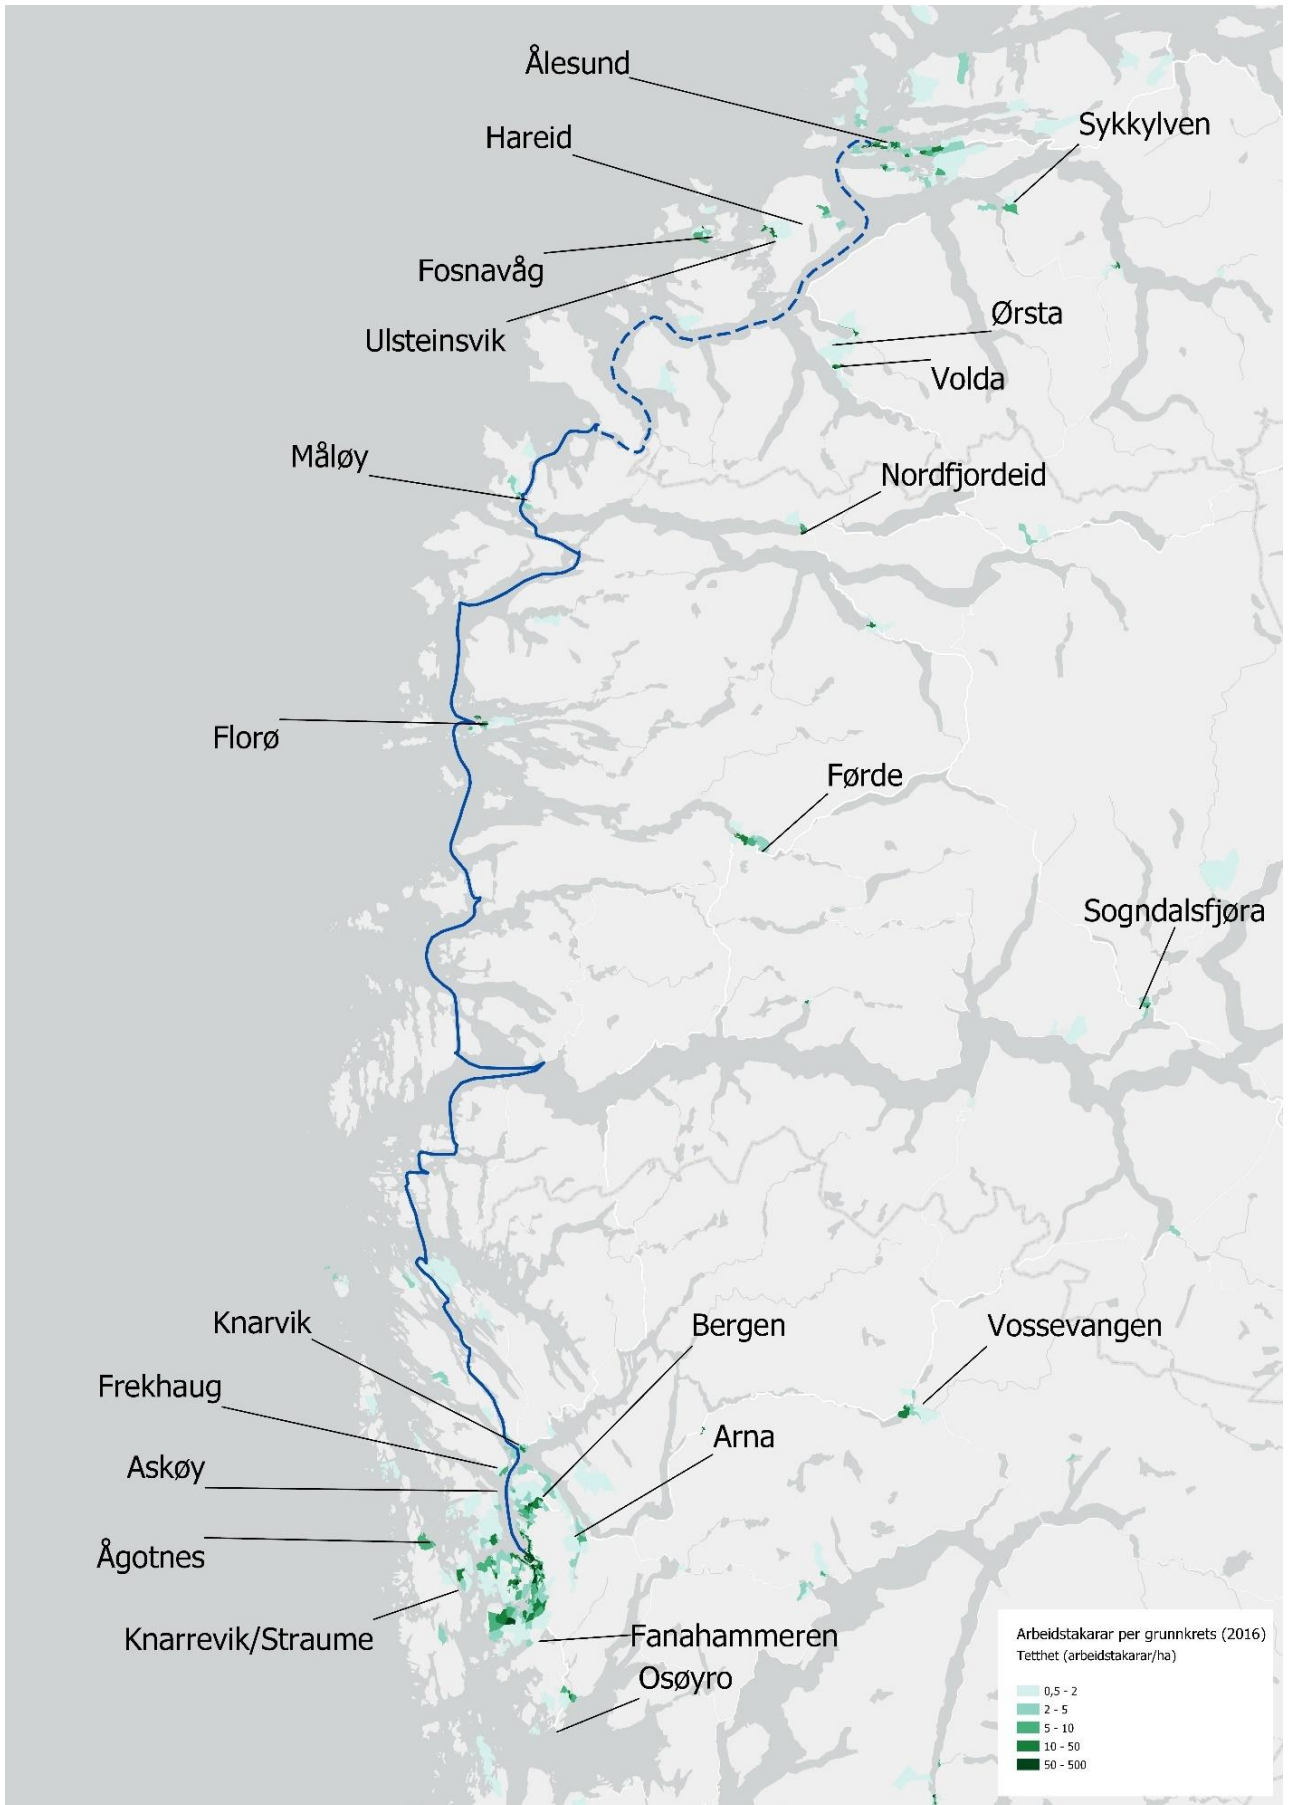 Ålesund
Sykkylven
Hareid
Fosnavåg
Ørsta
Ulsteinsvik
Volda
Måløy
Nordfjordeid
Florø
Førde
Sogndalsfjøra
Knarvik
Bergen
Vossevangen
Frekhaug
Arna
Askøy
Ågotnes
Knarrevik/Straume
Fanahammeren
Osøyro
Arbeidstakarar per grunnkrets (2016)
Tetthet (arbeidstakarar/ha)
0,5 - 2
2 - 5
5 - 10
10 - 50
50 - 500